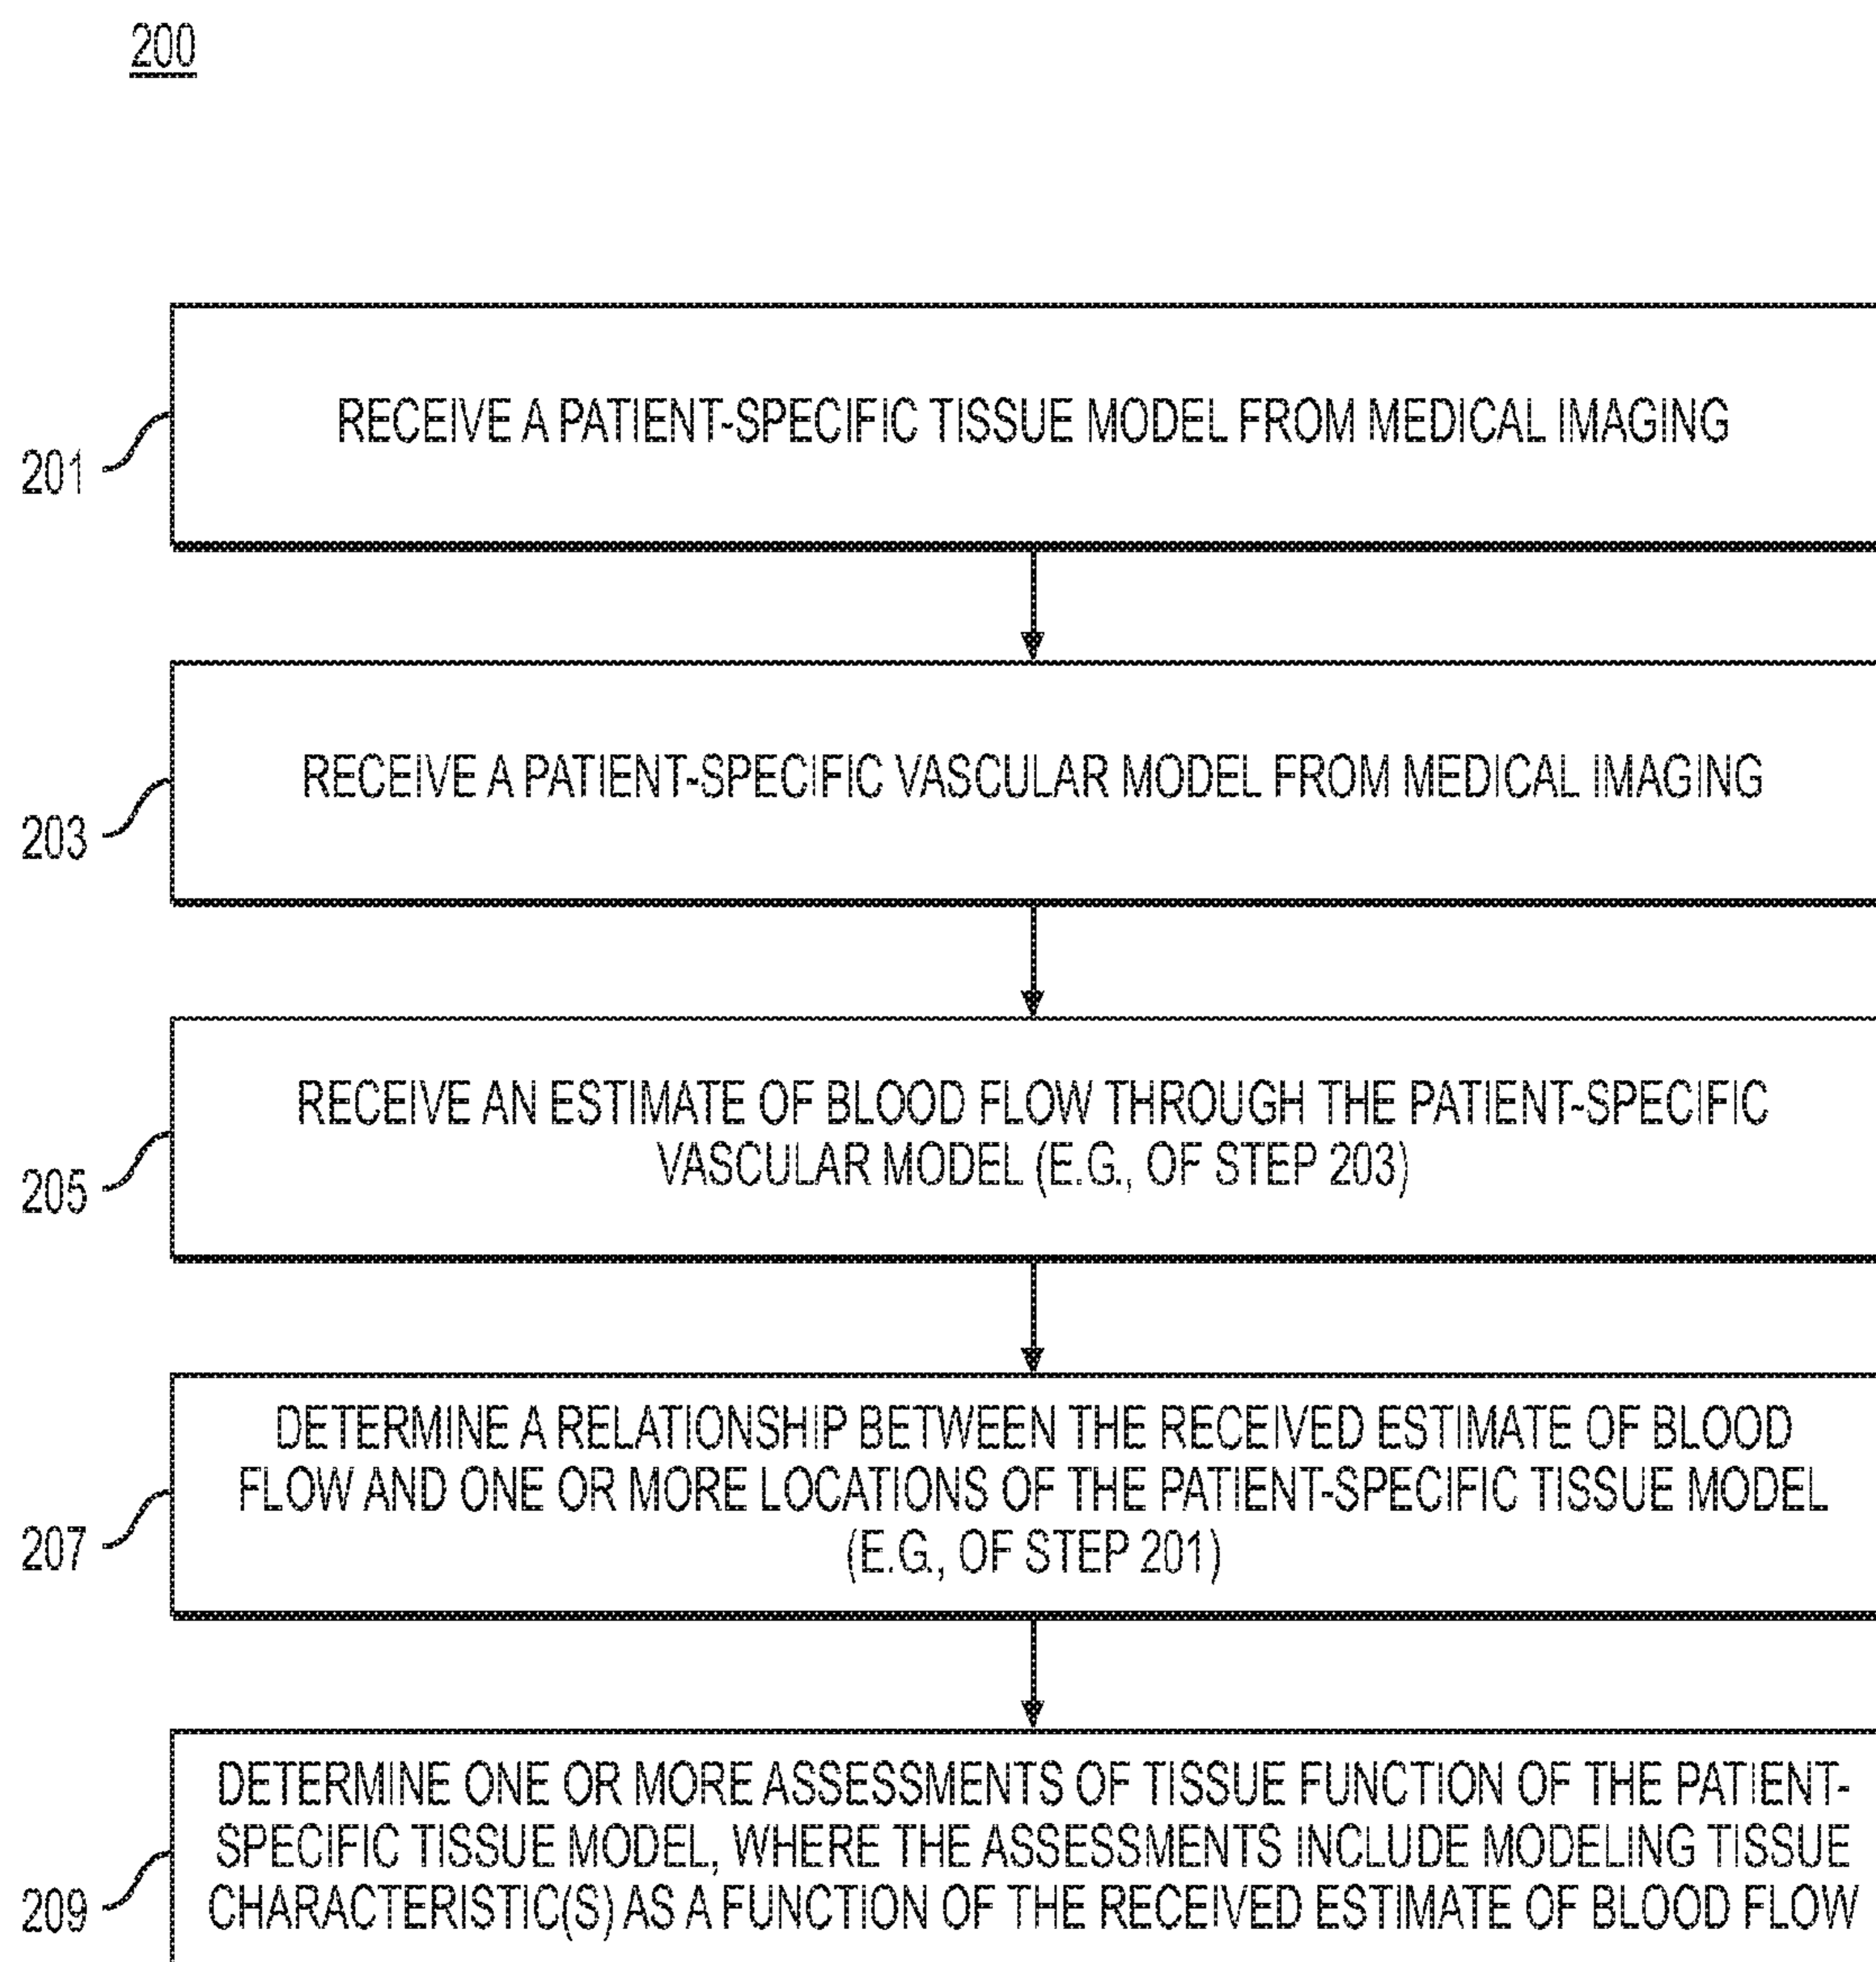 200
RECEIVE A PATIENT-SPECIFIC TISSUE MODEL FROM MEDICAL IMAGING
201
RECEIVE A PATIENT-SPECIFIC VASCULAR MODEL FROM MEDICAL IMAGING
203
RECEIVE AN ESTIMATE OF BLOOD FLOW THROUGH THE PATIENT-SPECIFIC
VASCULAR MODEL (E.G., OF STEP 203)
205
DETERMINE A RELATIONSHIP BETWEEN THE RECEIVED ESTIMATE OF BLOOD
FLOW AND ONE OR MORE LOCATIONS OF THE PATIENT-SPECIFIC TISSUE MODEL
(E.G., OF STEP 201)
207
DETERMINE ONE OR MORE ASSESSMENTS OF TISSUE FUNCTION OF THE PATIENT-
SPECIFIC TISSUE MODEL, WHERE THE ASSESSMENTS INCLUDE MODELING TISSUE
CHARACTERISTIC(S) AS A FUNCTION OF THE RECEIVED ESTIMATE OF BLOOD FLOW
209